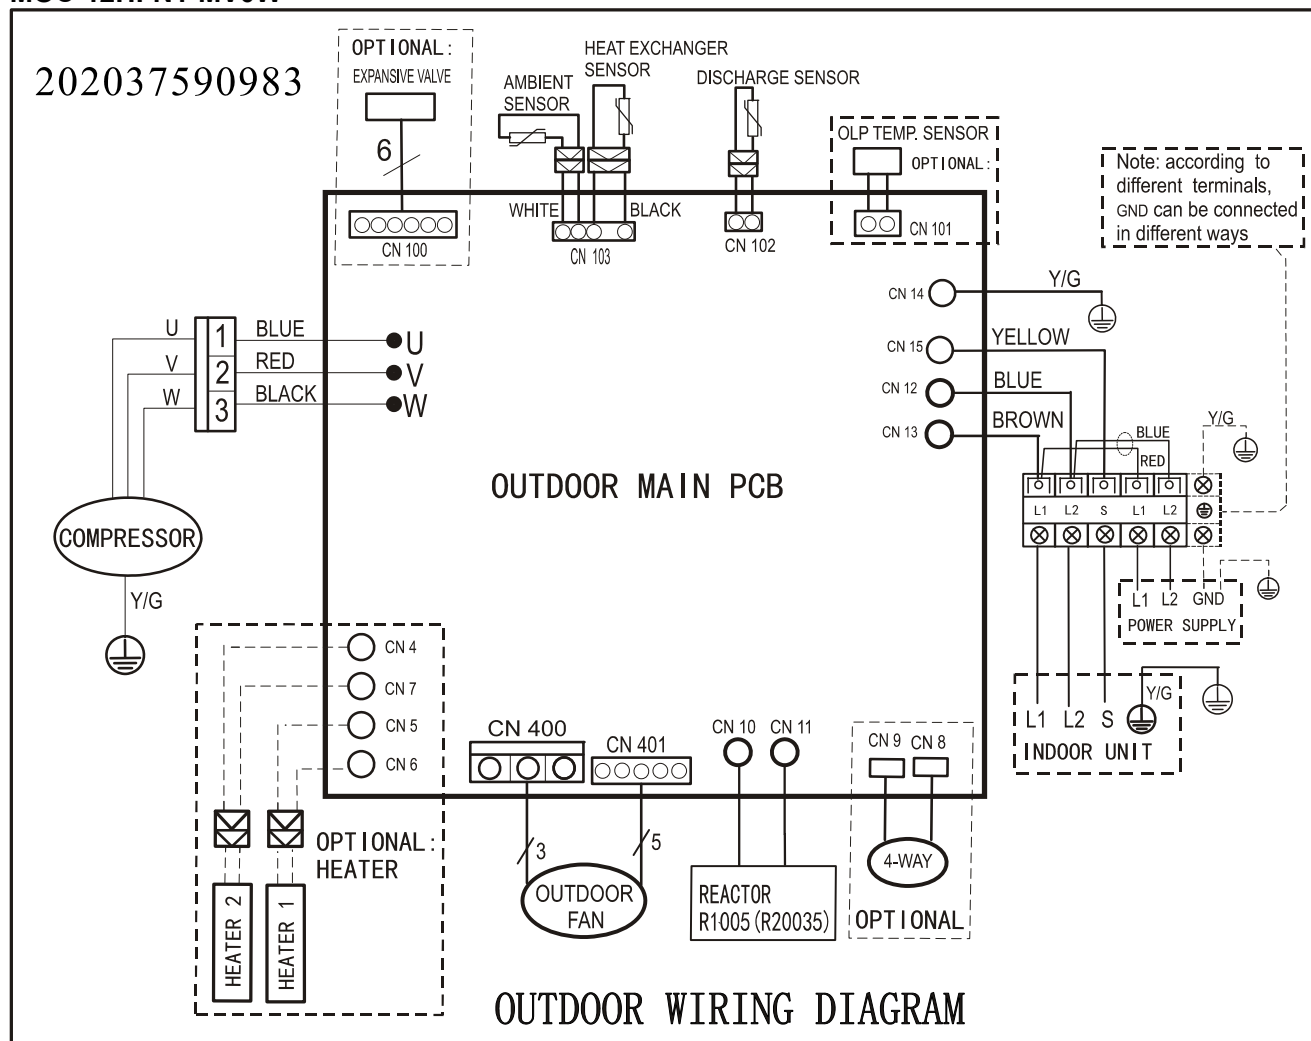 202037590983
OPTIONAL:
EXPANSIVE VALVE
6
CN 100
AMBIENT
SENSOR
HEAT EXCHANGER
SENSOR
WHITE
BLACK
CN 103
DISCHARGE SENSOR
CN 102
OLP TEMP. SENSOR
OPTIONAL:
CN 101
Note: according to
different terminals,
GND can be connected
in different ways
U
V
W
1
2
3
BLUE
RED
BLACK
U
V
W
COMPRESSOR
Y/G
OUTDOOR MAIN PCB
CN 14
Y/G
CN 15
YELLOW
CN 12
BLUE
CN 13
BROWN
BLUE
RED
Y/G
L1 L2 S L1 L2
L1 L2 GND
POWER SUPPLY
L1 L2 S
Y/G
INDOOR UNIT
CN 4
CN 7
CN 5
CN 6
OPTIONAL:
HEATER
HEATER 2
HEATER 1
CN 400
CN 401
3
5
OUTDOOR
FAN
CN 10
CN 11
REACTOR
R1005(R20035)
CN 9
CN 8
4-WAY
OPTIONAL
OUTDOOR WIRING DIAGRAM